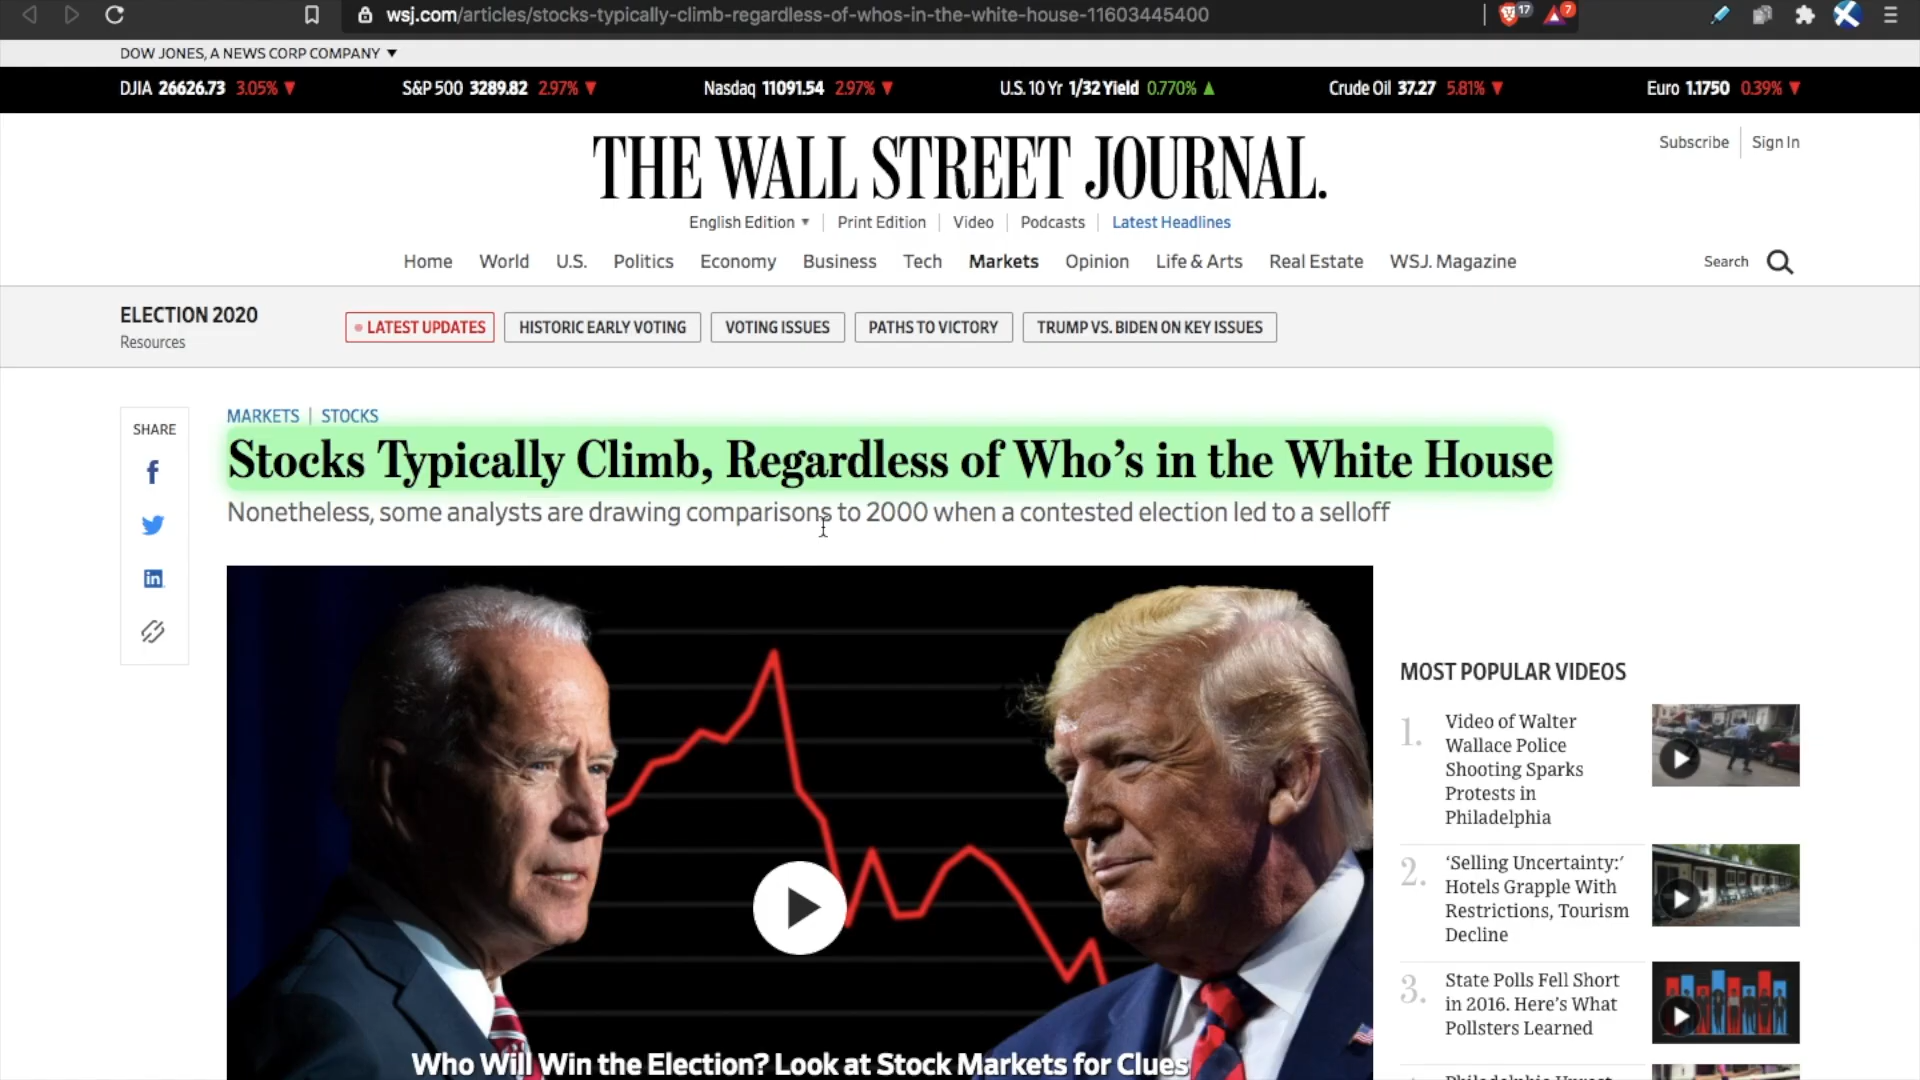 wsj.com/articles/stocks-typically-climb-regardless-of-whos-in-the-white-house-11603445400
17
7
DOW JONES, A NEWS CORP COMPANY ▼
DJIA 26626.73 3.05% ▼ S&P 500 3289.82 2.97% ▼ Nasdaq 11091.54 2.97% ▼ U.S. 10 Yr 1/32 Yield 0.770% ▲ Crude Oil 37.27 5.81% ▼ Euro 1.1750 0.39% ▼
THE WALL STREET JOURNAL.
Subscribe | Sign In
English Edition ▼ | Print Edition | Video | Podcasts | Latest Headlines
Home World U.S. Politics Economy Business Tech Markets Opinion Life & Arts Real Estate WSJ. Magazine Search
ELECTION 2020
Resources
LATEST UPDATES HISTORIC EARLY VOTING VOTING ISSUES PATHS TO VICTORY TRUMP VS. BIDEN ON KEY ISSUES
SHARE
MARKETS | STOCKS
Stocks Typically Climb, Regardless of Who's in the White House
Nonetheless, some analysts are drawing comparisons to 2000 when a contested election led to a selloff
Who Will Win the Election? Look at Stock Markets for Clues
MOST POPULAR VIDEOS
1. Video of Walter
Wallace Police
Shooting Sparks
Protests in
Philadelphia
2. ‘Selling Uncertainty:’
Hotels Grapple With
Restrictions, Tourism
Decline
3. State Polls Fell Short
in 2016. Here's What
Pollsters Learned